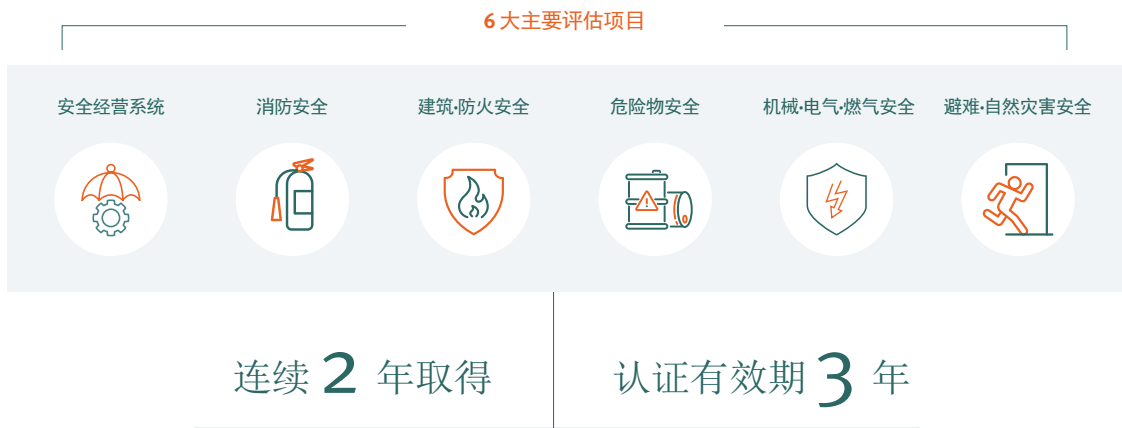 6 大主要评估项目
安全经营系统
消防安全
建筑·防火安全
危险物安全
机械·电气·燃气安全
避难·自然灾害安全
连续 2 年取得
认证有效期 3 年